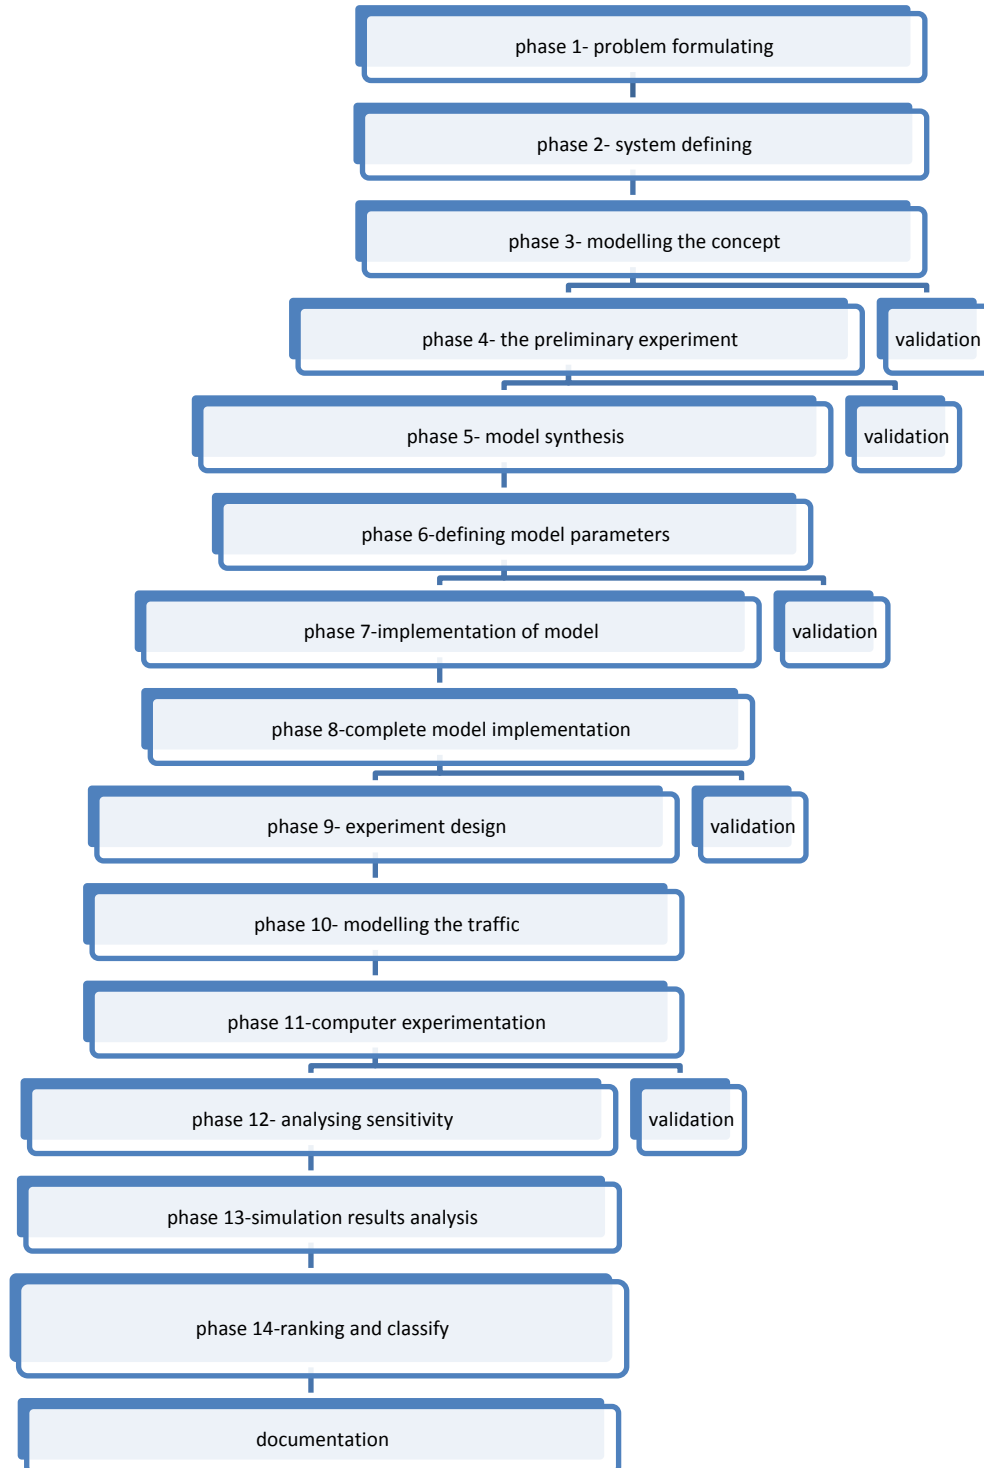 phase 1- problem formulating
phase 2- system defining
phase 3- modelling the concept
phase 4- the preliminary experiment
validation
phase 5- model synthesis
validation
phase 6-defining model parameters
phase 7-implementation of model
validation
phase 8-complete model implementation
phase 9- experiment design
validation
phase 10- modelling the traffic
phase 11-computer experimentation
phase 12- analysing sensitivity
validation
phase 13-simulation results analysis
phase 14-ranking and classify
documentation